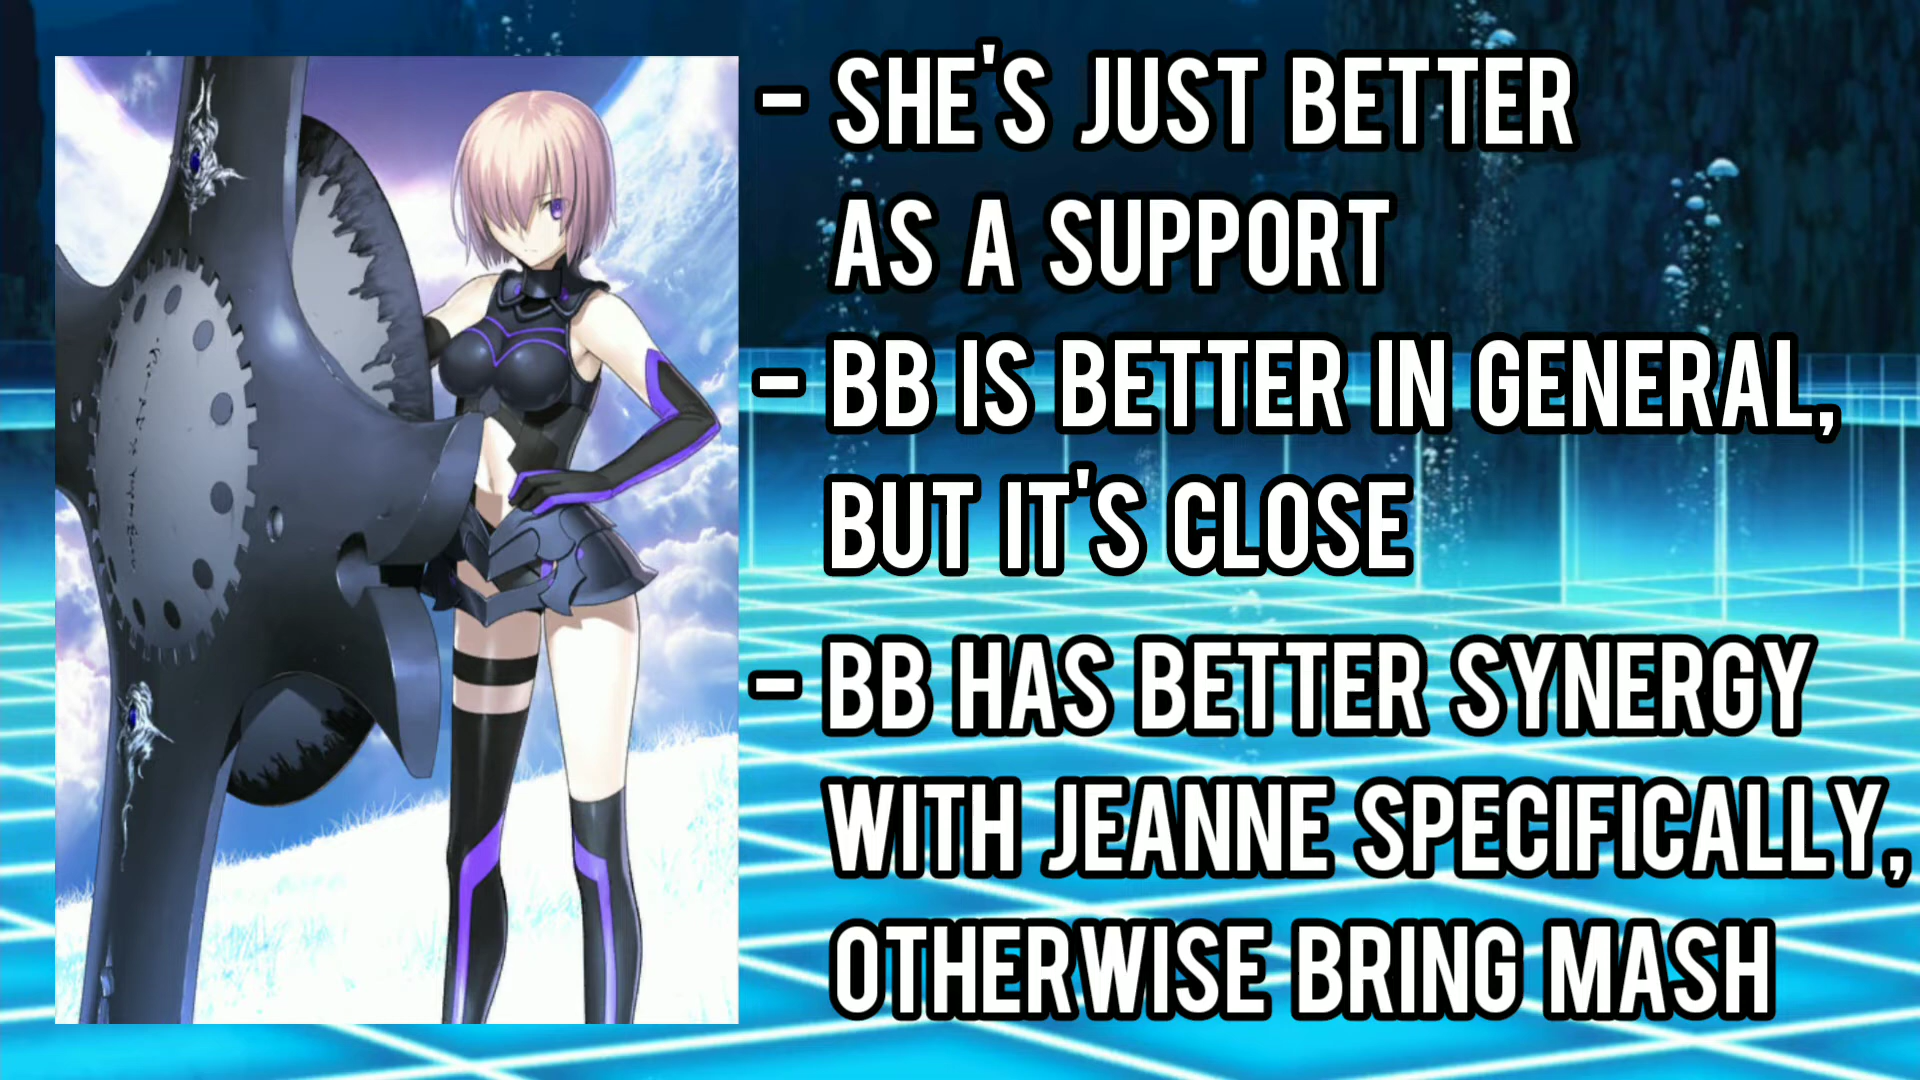 - SHE'S JUST BETTER
AS A SUPPORT
- BB IS BETTER IN GENERAL,
BUT IT'S CLOSE
- BB HAS BETTER SYNERGY
WITH JEANNE SPECIFICALLY,
OTHERWISE BRING MASH